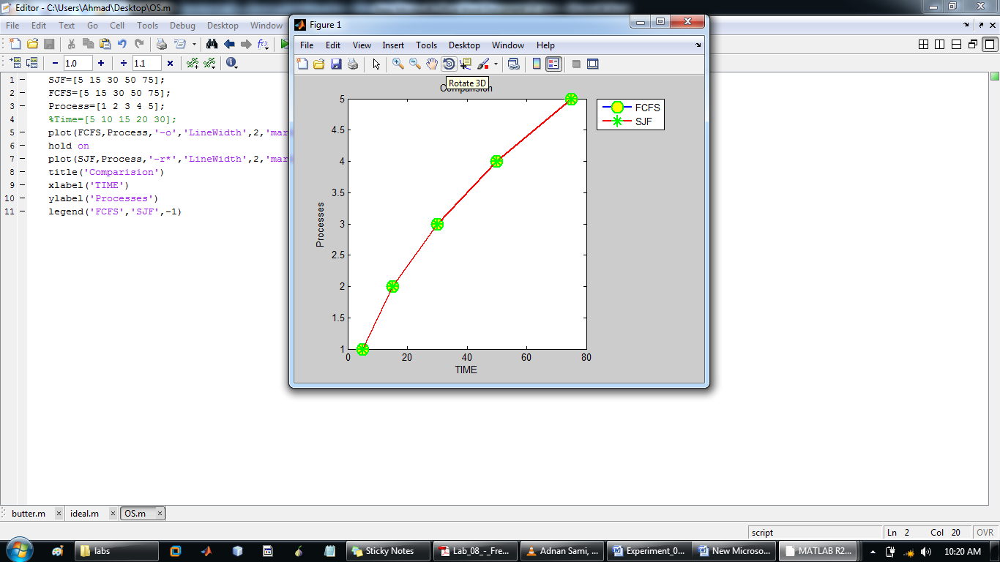 Editor - C:\Users\Ahmad\Desktop\OS.m
File Edit Text Go Cell Tools Debug Desktop Window
1.0 1.1
1 SJF=[5 15 30 50 75];
2 FCFS=[5 15 30 50 75];
3 Process=[1 2 3 4 5];
4 %Time=[5 10 15 20 30];
5 plot(FCFS,Process,'-o','LineWidth',2,'mar
6 hold on
7 plot(SJF,Process,'-r*','LineWidth',2,'mar
8 title('Comparision')
9 xlabel('TIME')
10 ylabel('Processes')
11 legend('FCFS','SJF',-1)
Figure 1
File Edit View Insert Tools Desktop Window Help
Rotate 3D
Comparision
5
4.5
4
3.5
3
2.5
2
1.5
1
Processes
0 20 40 60 80
TIME
FCFS
SJF
butter.m ideal.m OS.m
script Ln 2 Col 20 OVR
labs Sticky Notes Lab_08_-_Fre... Adnan Sami, ... Experiment_0... New Microso... MATLAB R2... 10:20 AM